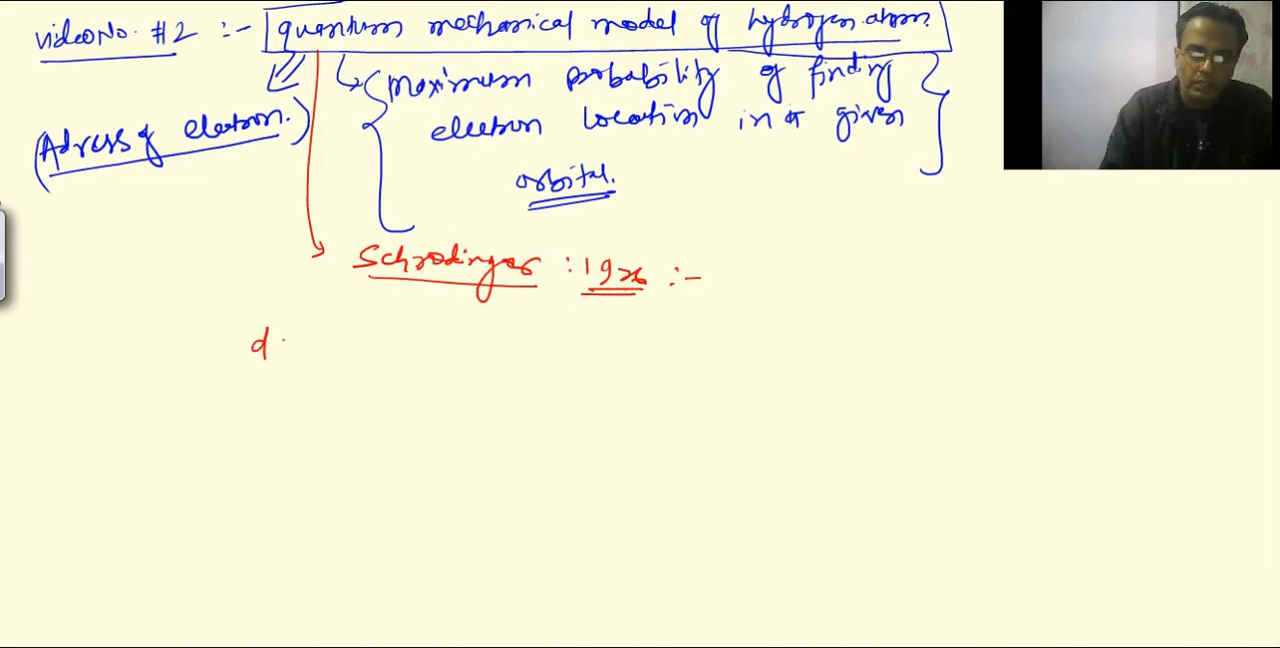 video No. #2 :- quantum mechanical model of hydrogen atom.
(Adress of electron.)
{ Maximum probability of finding
electron location in a given
orbital. }
Schrodinger : 1926 :-
d